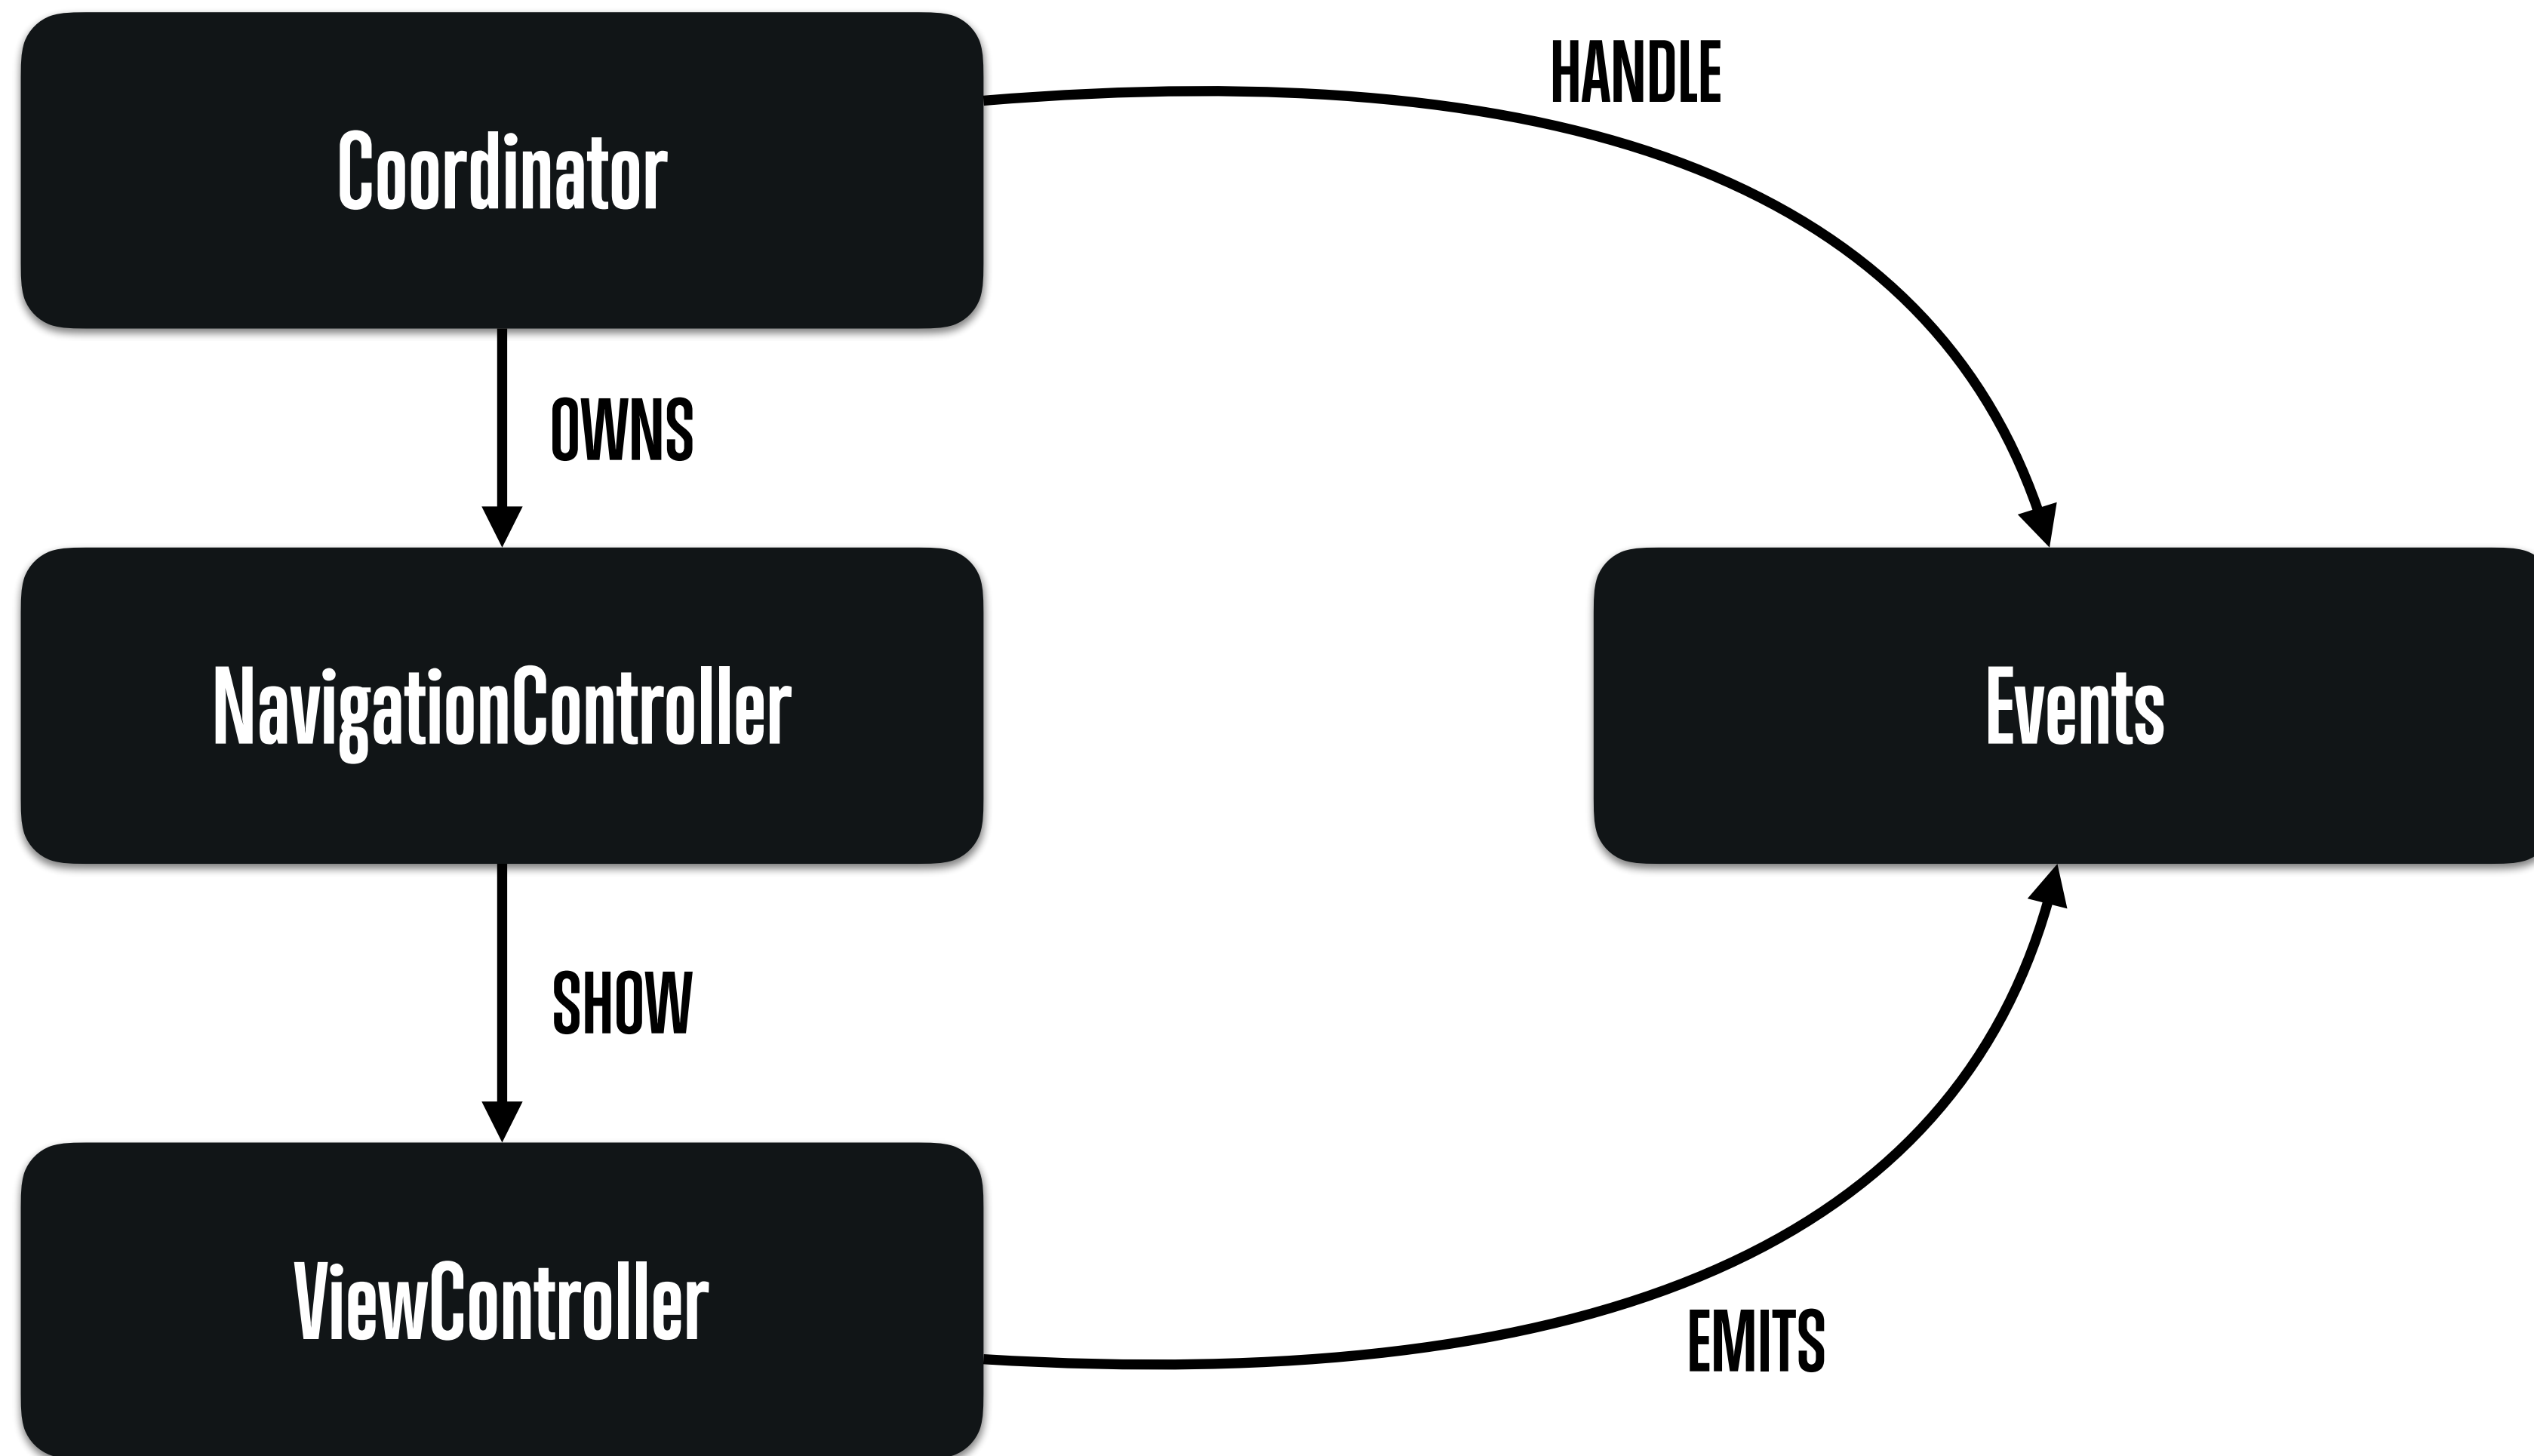 HANDLE
Coordinator
OWNS
NavigationController
Events
SHOW
ViewController
EMITS